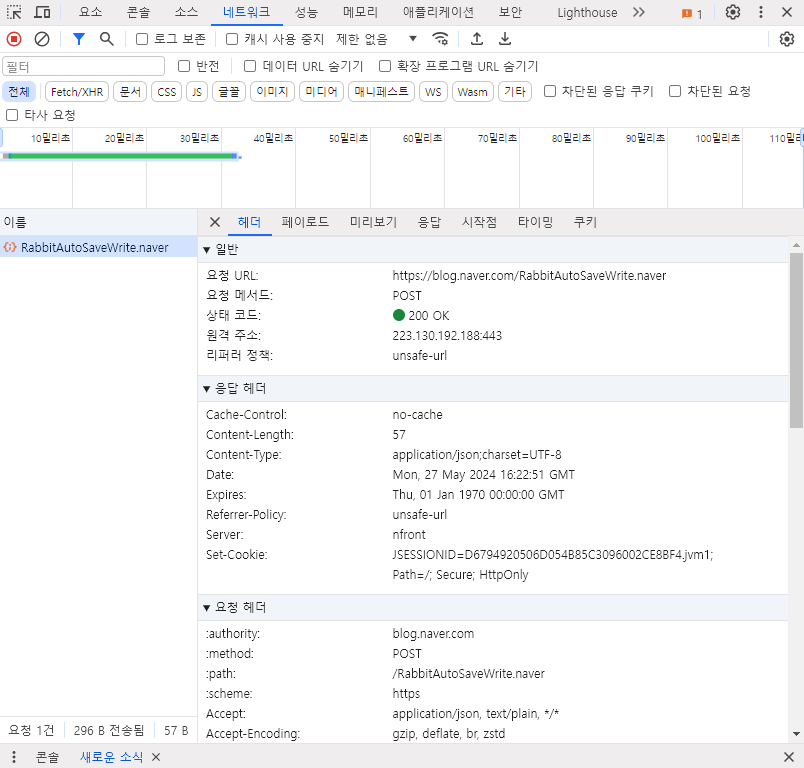 요소 콘솔 소스 네트워크 성능 메모리 애플리케이션 보안 Lighthouse 1
로그 보존 캐시 사용 중지 제한 없음
필터 반전 데이터 URL 숨기기 확장 프로그램 URL 숨기기
전체 Fetch/XHR 문서 CSS JS 글꼴 이미지 미디어 매니페스트 WS Wasm 기타 차단된 응답 쿠키 차단된 요청
타사 요청
10밀리초 20밀리초 30밀리초 40밀리초 50밀리초 60밀리초 70밀리초 80밀리초 90밀리초 100밀리초 110밀리
이름 헤더 페이로드 미리보기 응답 시작점 타이밍 쿠키
RabbitAutoSaveWrite.naver
일반
요청 URL: https://blog.naver.com/RabbitAutoSaveWrite.naver
요청 메서드: POST
상태 코드: 200 OK
원격 주소: 223.130.192.188:443
리퍼러 정책: unsafe-url
응답 헤더
Cache-Control: no-cache
Content-Length: 57
Content-Type: application/json;charset=UTF-8
Date: Mon, 27 May 2024 16:22:51 GMT
Expires: Thu, 01 Jan 1970 00:00:00 GMT
Referrer-Policy: unsafe-url
Server: nfront
Set-Cookie: JSESSIONID=D6794920506D054B85C3096002CE8BF4.jvm1;
Path=/; Secure; HttpOnly
요청 헤더
:authority: blog.naver.com
:method: POST
:path: /RabbitAutoSaveWrite.naver
:scheme: https
Accept: application/json, text/plain, */*
Accept-Encoding: gzip, deflate, br, zstd
요청 1건 296 B 전송됨 57 B
콘솔 새로운 소식